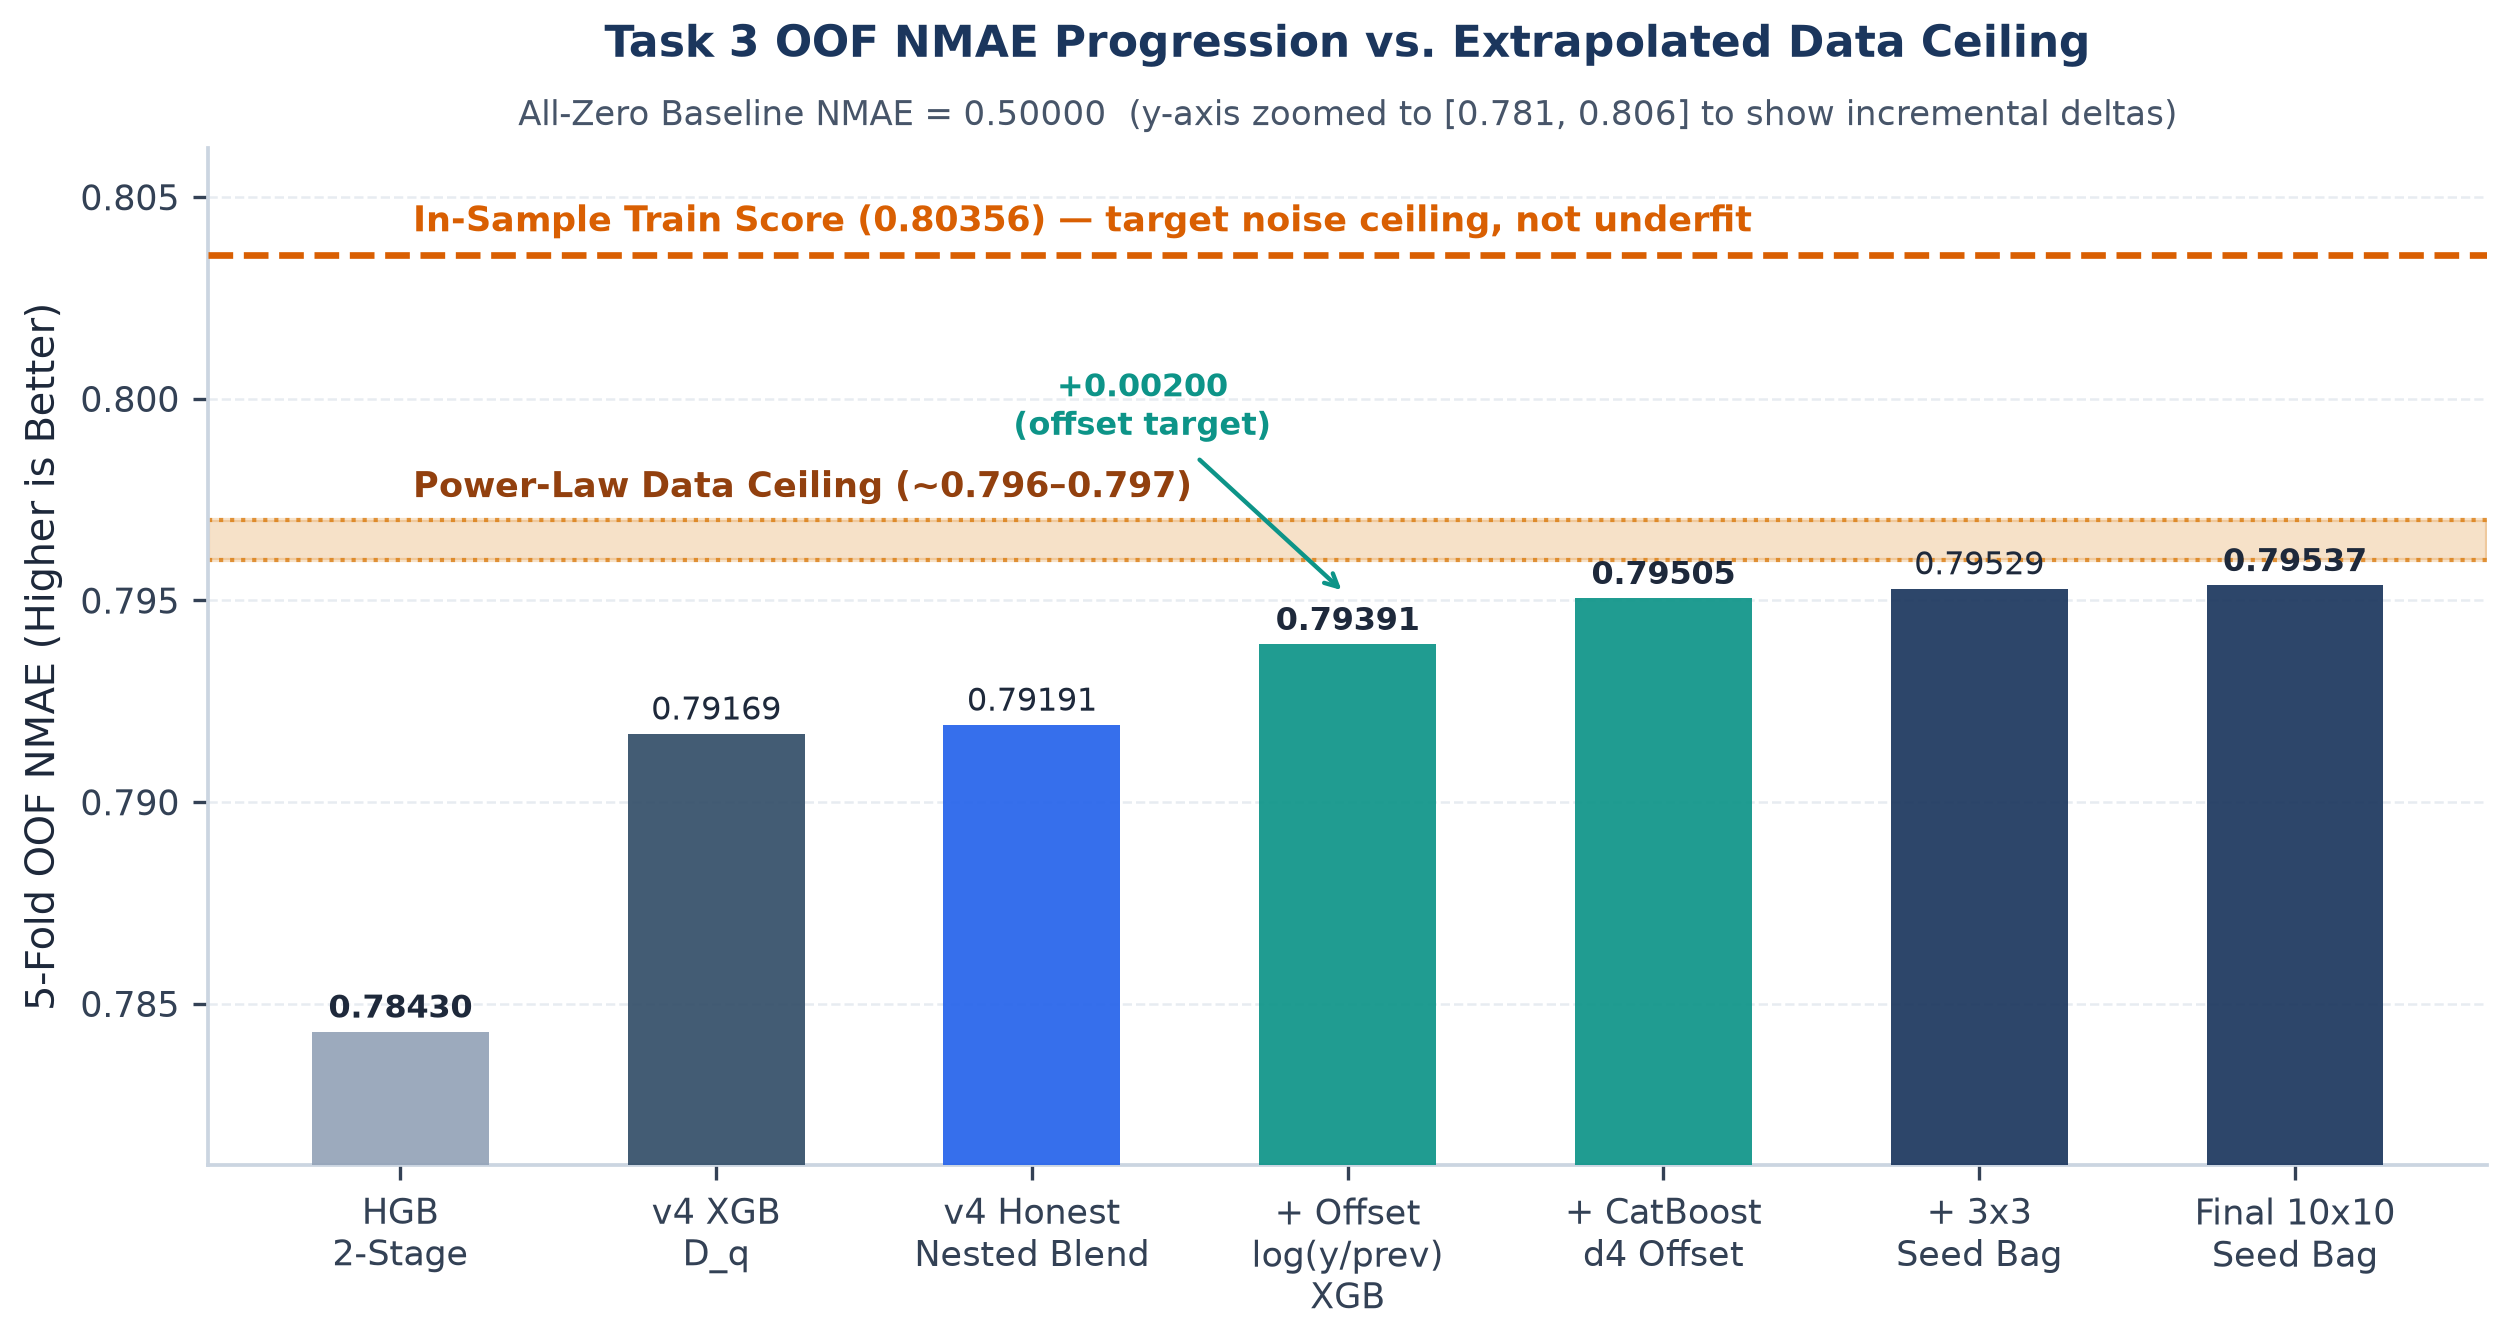 Task 3 OOF NMAE Progression vs. Extrapolated Data Ceiling
All-Zero Baseline NMAE = 0.50000 (y-axis zoomed to [0.781, 0.806] to show incremental deltas)
5-Fold OOF NMAE (Higher is Better)
0.805
0.800
0.795
0.790
0.785
In-Sample Train Score (0.80356) — target noise ceiling, not underfit
+0.00200
(offset target)
Power-Law Data Ceiling (~0.796–0.797)
0.78430
0.79169
0.79191
0.79391
0.79505
0.79529
0.79537
HGB
2-Stage
v4 XGB
D_q
v4 Honest
Nested Blend
+ Offset
log(y/prev)
XGB
+ CatBoost
d4 Offset
+ 3x3
Seed Bag
Final 10x10
Seed Bag